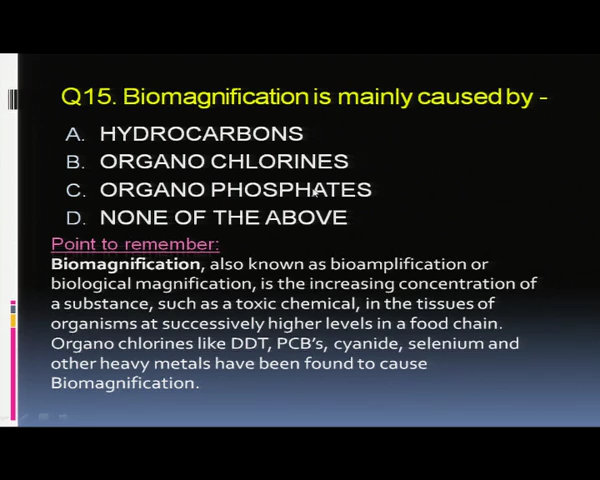 Q15. Biomagnification is mainly caused by -
A. HYDROCARBONS
B. ORGANO CHLORINES
C. ORGANO PHOSPHATES
D. NONE OF THE ABOVE
Point to remember:
Biomagnification, also known as bioamplification or
biological magnification, is the increasing concentration of
a substance, such as a toxic chemical, in the tissues of
organisms at successively higher levels in a food chain.
Organo chlorines like DDT, PCB's, cyanide, selenium and
other heavy metals have been found to cause
Biomagnification.